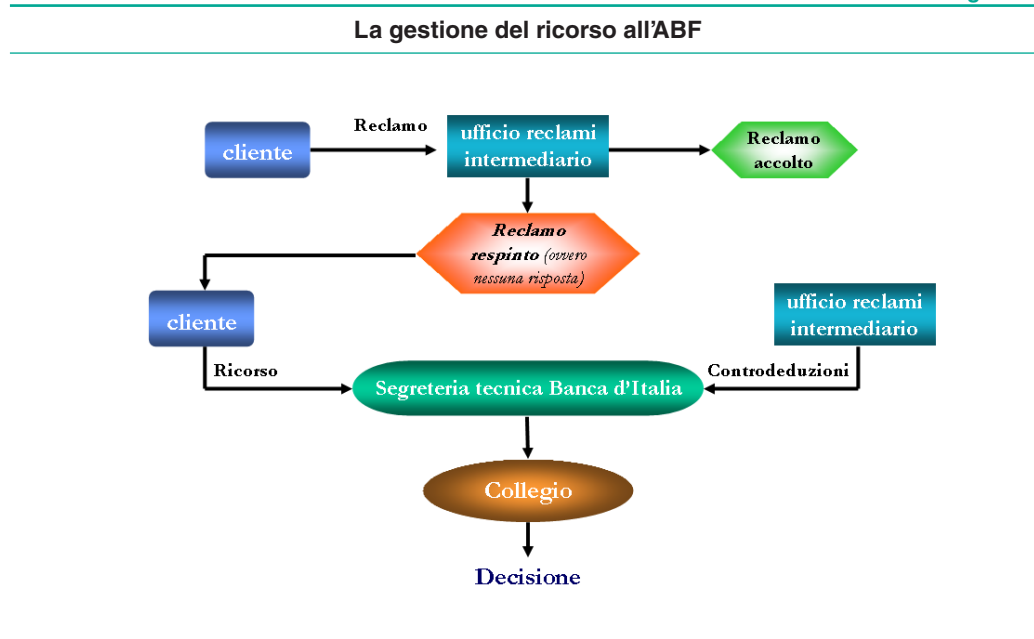 La gestione del ricorso all'ABF
Reclamo
cliente
ufficio reclami
intermediario
Reclamo
accolto
Reclamo
respinto (ovvero
nessuna risposta)
cliente
ufficio reclami
intermediario
Ricorso
Segreteria tecnica Banca d'Italia
Controdeduzioni
Collegio
Decisione